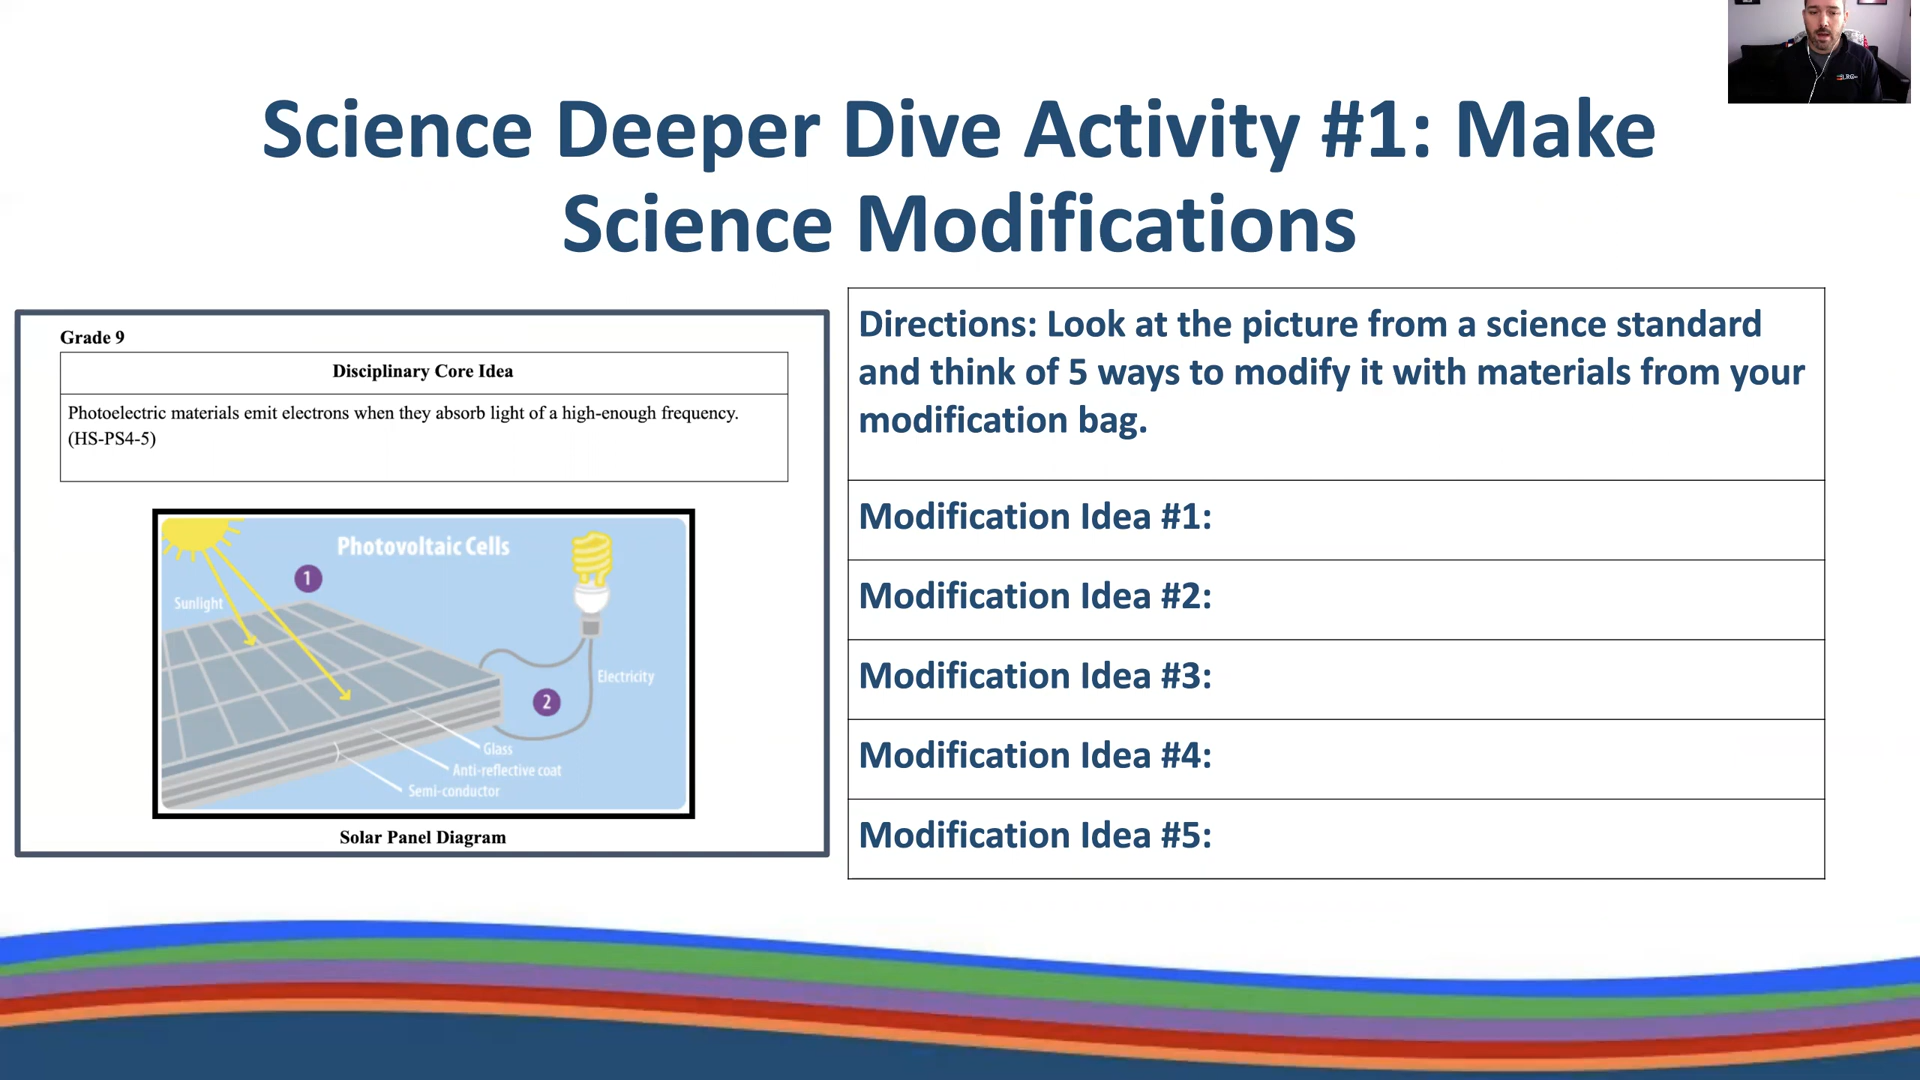 Science Deeper Dive Activity #1: Make
Science Modifications
Grade 9
Disciplinary Core Idea
Photoelectric materials emit electrons when they absorb light of a high-enough frequency.
(HS-PS4-5)
Photovoltaic Cells
1
Sunlight
Electricity
2
Glass
Anti-reflective coat
Semi-conductor
Solar Panel Diagram
Directions: Look at the picture from a science standard
and think of 5 ways to modify it with materials from your
modification bag.
Modification Idea #1:
Modification Idea #2:
Modification Idea #3:
Modification Idea #4:
Modification Idea #5: